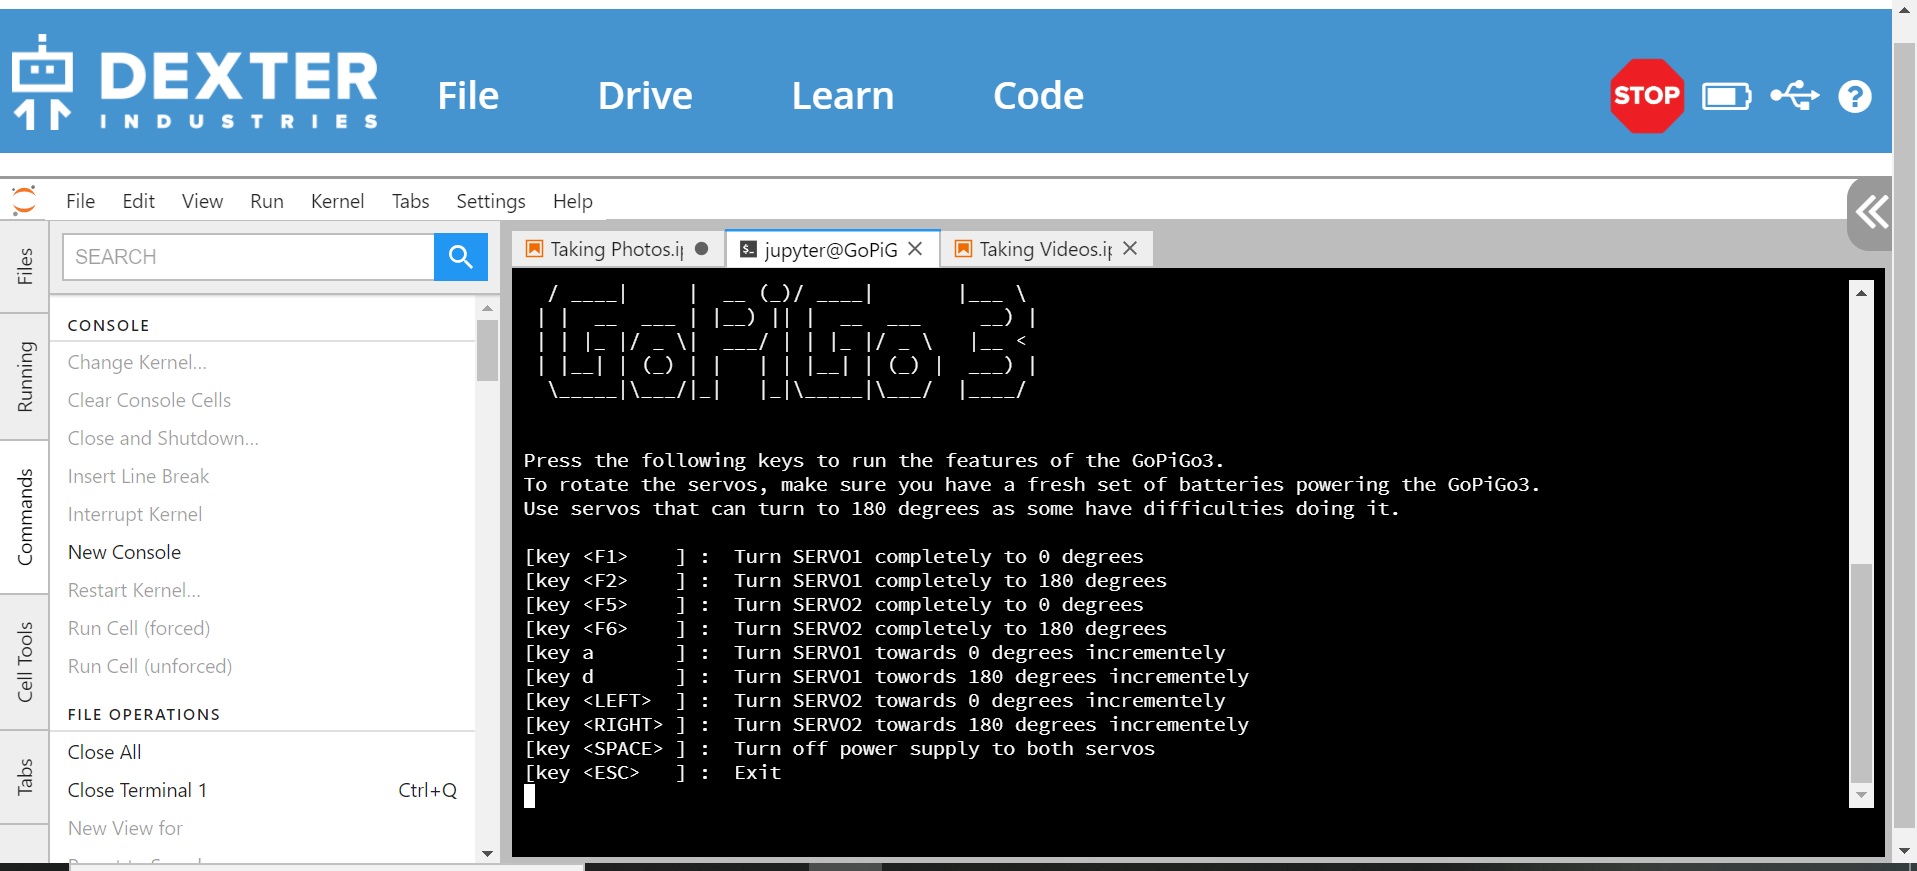 DEXTER
INDUSTRIES
File Drive Learn Code
STOP
?
File Edit View Run Kernel Tabs Settings Help
Files
Running
Commands
Cell Tools
Tabs
SEARCH
CONSOLE
Change Kernel...
Clear Console Cells
Close and Shutdown...
Insert Line Break
Interrupt Kernel
New Console
Restart Kernel...
Run Cell (forced)
Run Cell (unforced)
FILE OPERATIONS
Close All
Close Terminal 1 Ctrl+Q
New View for
Taking Photos.ip
jupyter@GoPiG
Taking Videos.ip
GoPiGo 3
Press the following keys to run the features of the GoPiGo3.
To rotate the servos, make sure you have a fresh set of batteries powering the GoPiGo3.
Use servos that can turn to 180 degrees as some have difficulties doing it.
[key <F1>    ] :  Turn SERVO1 completely to 0 degrees
[key <F2>    ] :  Turn SERVO1 completely to 180 degrees
[key <F5>    ] :  Turn SERVO2 completely to 0 degrees
[key <F6>    ] :  Turn SERVO2 completely to 180 degrees
[key a       ] :  Turn SERVO1 towards 0 degrees incrementely
[key d       ] :  Turn SERVO1 towords 180 degrees incrementely
[key <LEFT>  ] :  Turn SERVO2 towards 0 degrees incrementely
[key <RIGHT> ] :  Turn SERVO2 towards 180 degrees incrementely
[key <SPACE> ] :  Turn off power supply to both servos
[key <ESC>   ] :  Exit